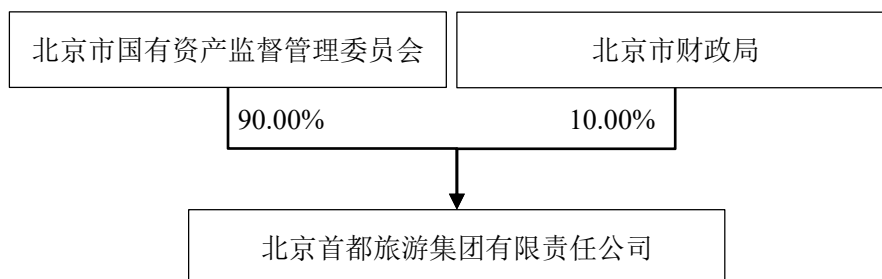 北京市国有资产监督管理委员会
北京市财政局
90.00%
10.00%
北京首都旅游集团有限责任公司